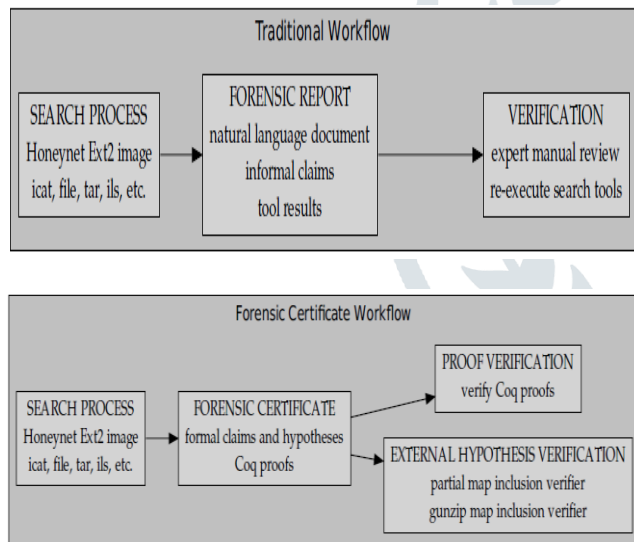 Traditional Workflow
SEARCH PROCESS
Honeynet Ext2 image
icat, file, tar, ils, etc.
FORENSIC REPORT
natural language document
informal claims
tool results
VERIFICATION
expert manual review
re-execute search tools
Forensic Certificate Workflow
SEARCH PROCESS
Honeynet Ext2 image
icat, file, tar, ils, etc.
FORENSIC CERTIFICATE
formal claims and hypotheses
Coq proofs
PROOF VERIFICATION
verify Coq proofs
EXTERNAL HYPOTHESIS VERIFICATION
partial map inclusion verifier
gunzip map inclusion verifier